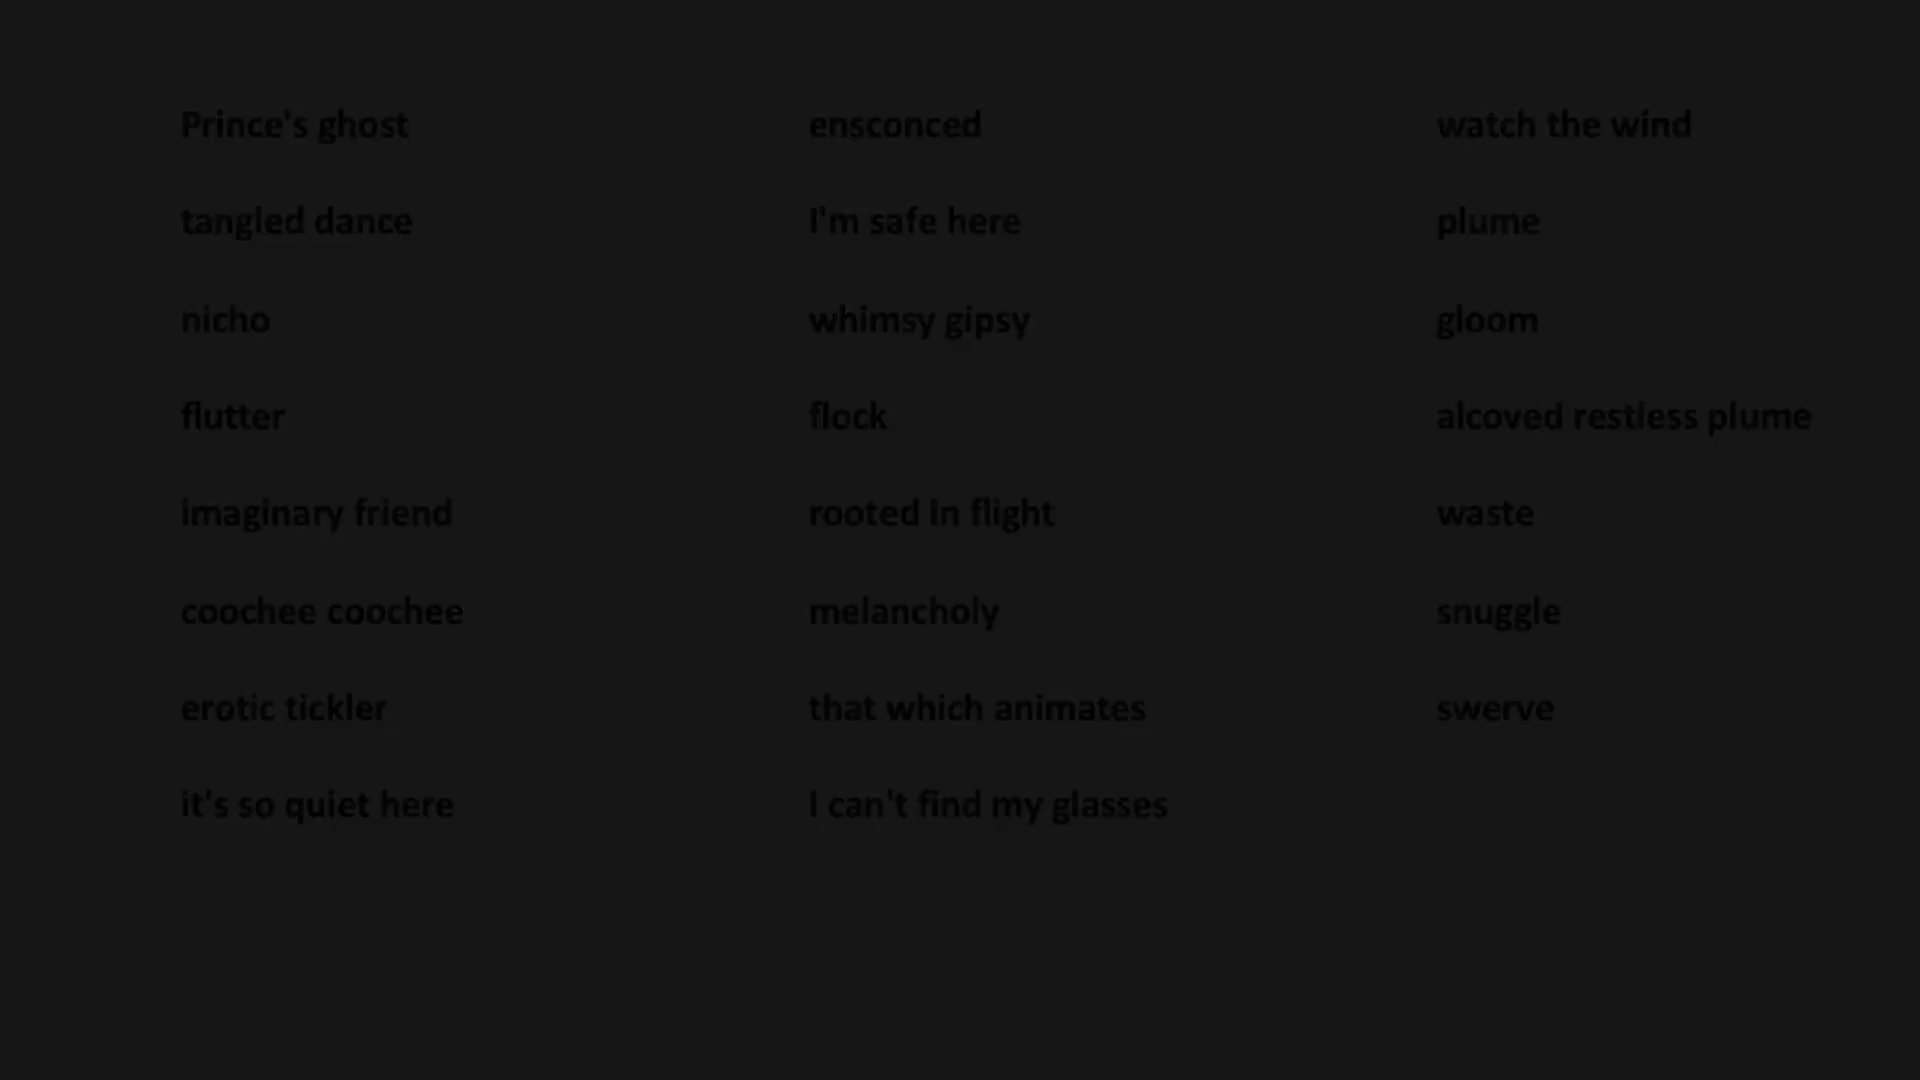 Prince's ghost
tangled dance
nicho
flutter
imaginary friend
coochee coochee
erotic tickler
it's so quiet here
ensconced
I'm safe here
whimsy gipsy
flock
rooted in flight
melancholy
that which animates
I can't find my glasses
watch the wind
plume
gloom
alcoved restless plume
waste
snuggle
swerve